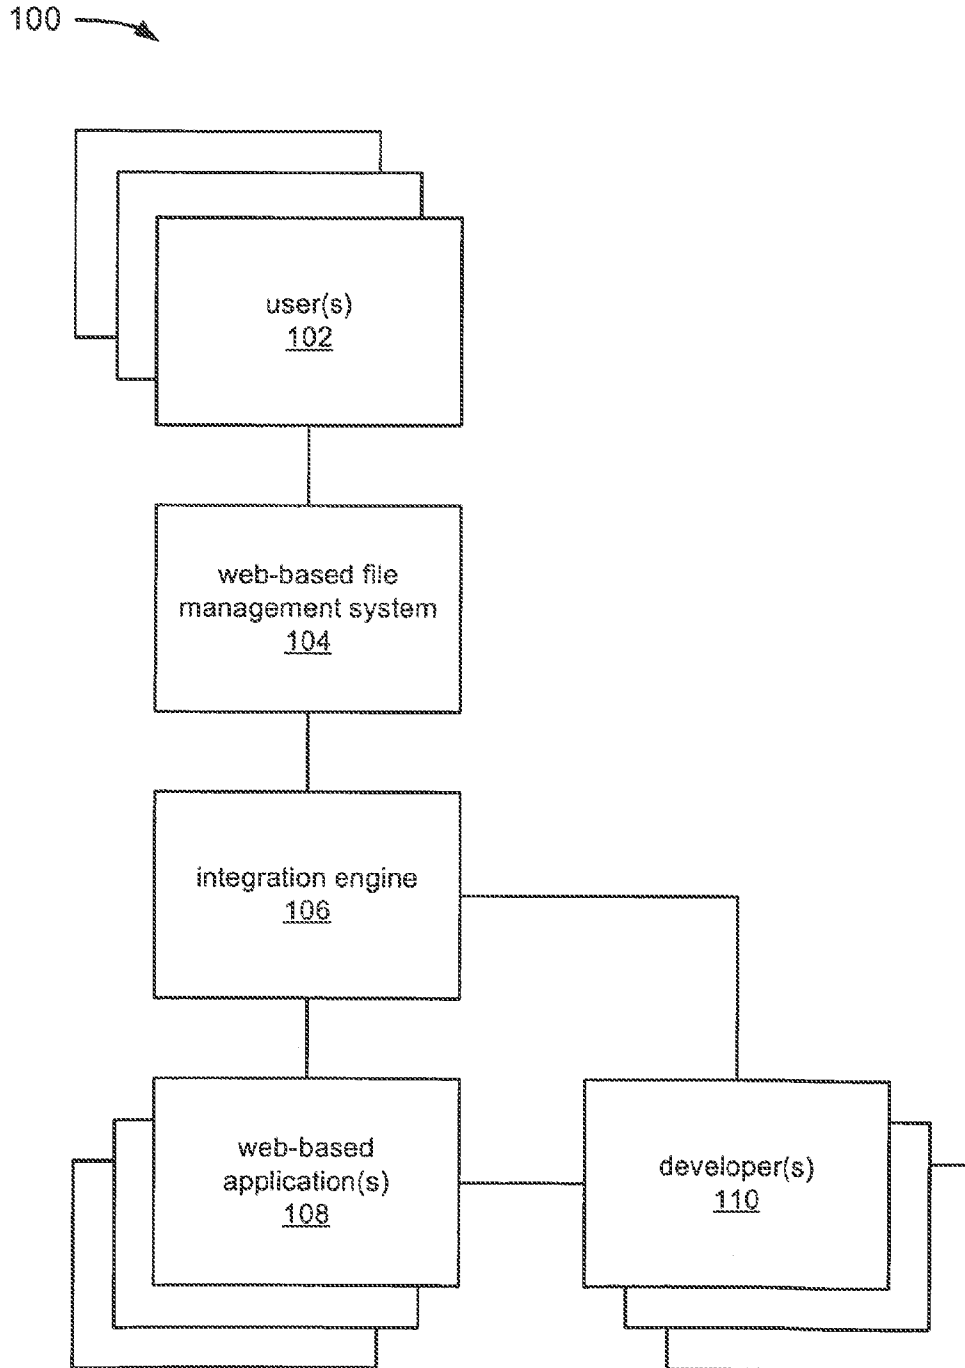 100
user(s)
102
web-based file
management system
104
integration engine
106
web-based
application(s)
108
developer(s)
110